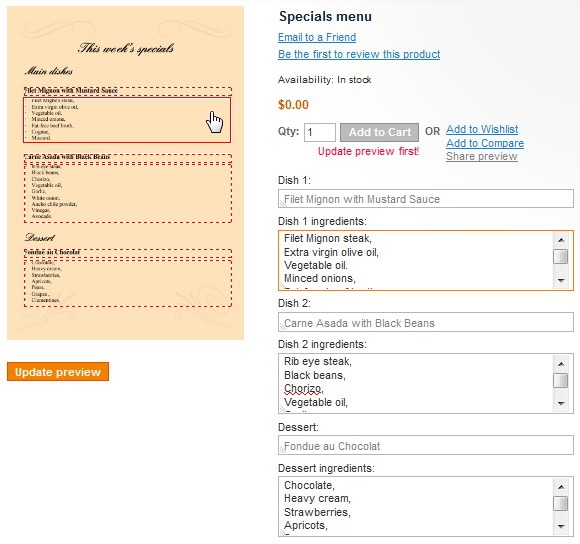 This week's specials
Main dishes
Filet Mignon with Mustard Sauce
Filet Mignon steak,
Extra virgin olive oil,
Vegetable oil.
Minced onions,
Fat-free beef broth.
Cognac,
Mustard.
Carne Asada with Black Beans
Rib eye steak,
Black beans,
Chorizo,
Vegetable oil,
Garlic,
White onion,
Ancho chile powder,
Vinegar,
Avocado.
Dessert
Fondue au Chocolat
Chocolate,
Heavy cream,
Strawberries,
Apricots,
Pears,
Grapes,
Clementines.
Update preview
Specials menu
Email to a Friend
Be the first to review this product
Availability: In stock
$0.00
Qty: 1 Add to Cart OR Add to Wishlist
Add to Compare
Update preview first!
Share preview
Dish 1:
Filet Mignon with Mustard Sauce
Dish 1 ingredients:
Filet Mignon steak,
Extra virgin olive oil,
Vegetable oil.
Minced onions,
Dish 2:
Carne Asada with Black Beans
Dish 2 ingredients:
Rib eye steak,
Black beans,
Chorizo,
Vegetable oil,
Dessert:
Fondue au Chocolat
Dessert ingredients:
Chocolate,
Heavy cream,
Strawberries,
Apricots,